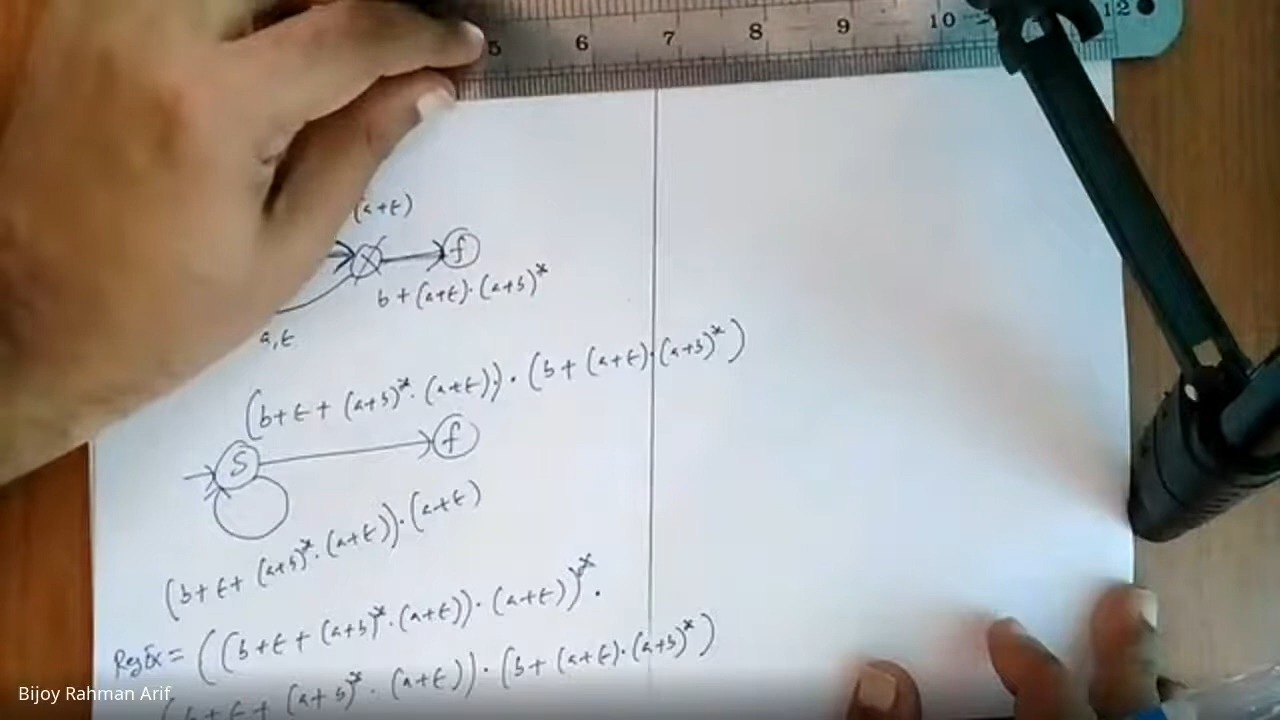 5 6 7 8 9 10 12
(a+ε)
X f
b+(a+ε)·(a+b)*
a,ε
(b+ε+(a+b)*·(a+ε))·(b+(a+ε)·(a+b)*)
S f
(b+ε+(a+b)*·(a+ε))·(a+ε)
RegEx = ((b+ε+(a+b)*·(a+ε))·(a+ε))*·
(b+ε+(a+b)*·(a+ε))·(b+(a+ε)·(a+b)*)
Bijoy Rahman Arif